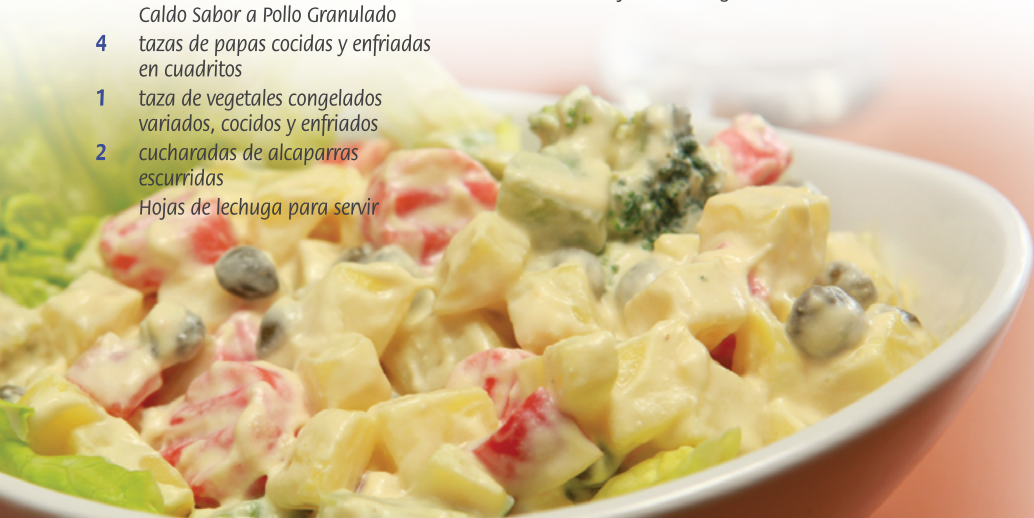 Caldo Sabor a Pollo Granulado
4 tazas de papas cocidas y enfriadas
en cuadritos
1 taza de vegetales congelados
variados, cocidos y enfriados
2 cucharadas de alcaparras
escurridas
Hojas de lechuga para servir